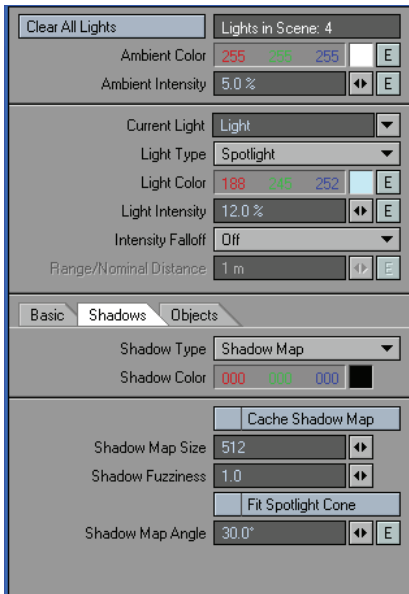 Clear All Lights Lights in Scene: 4
Ambient Color 255 255 255 E
Ambient Intensity 5.0 % E
Current Light Light
Light Type Spotlight
Light Color 188 252 E
Light Intensity 12.0 % E
Intensity Falloff Off
Range/Nominal Distance 1 m E
Basic Shadows Objects
Shadow Type Shadow Map
Shadow Color 000 000 000
Cache Shadow Map
Shadow Map Size 512
Shadow Fuzziness 1.0
Fit Spotlight Cone
Shadow Map Angle 30.0° E